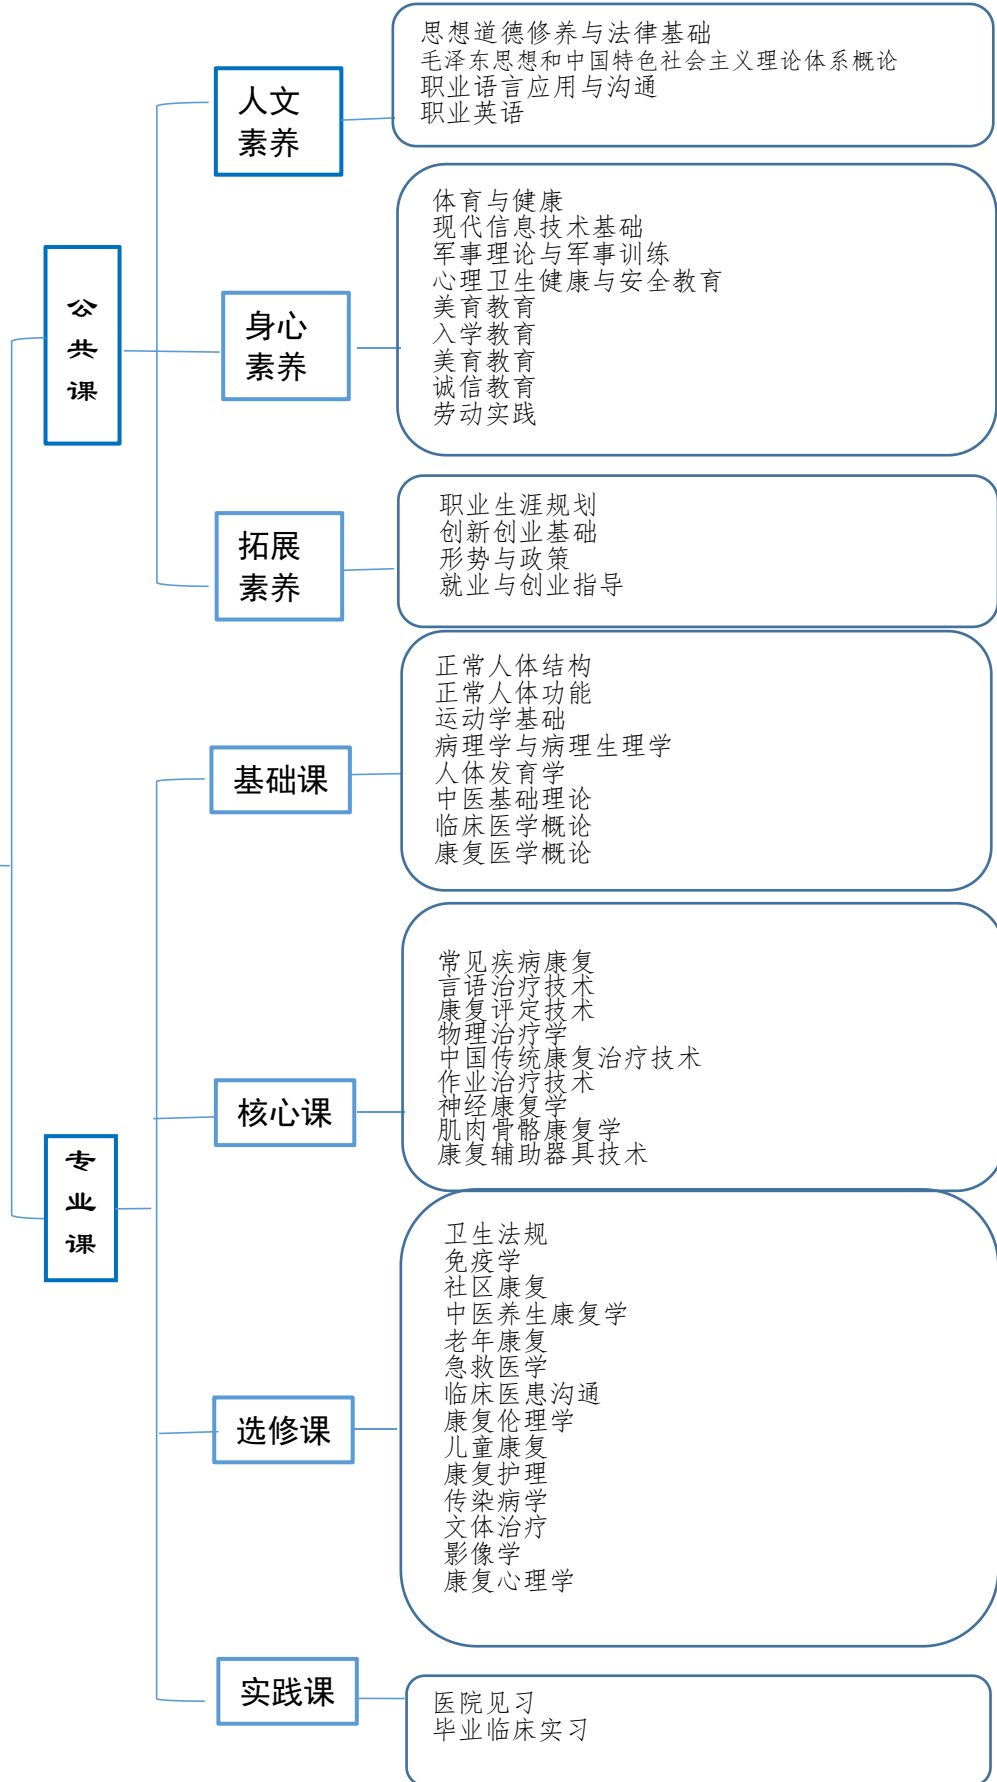 公
共
课
人文
素养
思想道德修养与法律基础
毛泽东思想和中国特色社会主义理论体系概论
职业语言应用与沟通
职业英语
身心
素养
体育与健康
现代信息技术基础
军事理论与军事训练
心理卫生健康与安全教育
美育教育
入学教育
美育教育
诚信教育
劳动实践
拓展
素养
职业生涯规划
创新创业基础
形势与政策
就业与创业指导
专
业
课
基础课
正常人体结构
正常人体功能
运动学基础
病理学与病理生理学
人体发育学
中医基础理论
临床医学概论
康复医学概论
核心课
常见疾病康复
言语治疗技术
康复评定技术
物理治疗学
中国传统康复治疗技术
作业治疗技术
神经康复学
肌肉骨骼康复学
康复辅助器具技术
选修课
卫生法规
免疫学
社区康复
中医养生康复学
老年康复
急救医学
临床医患沟通
康复伦理学
儿童康复
康复护理
传染病学
文体治疗
影像学
康复心理学
实践课
医院见习
毕业临床实习